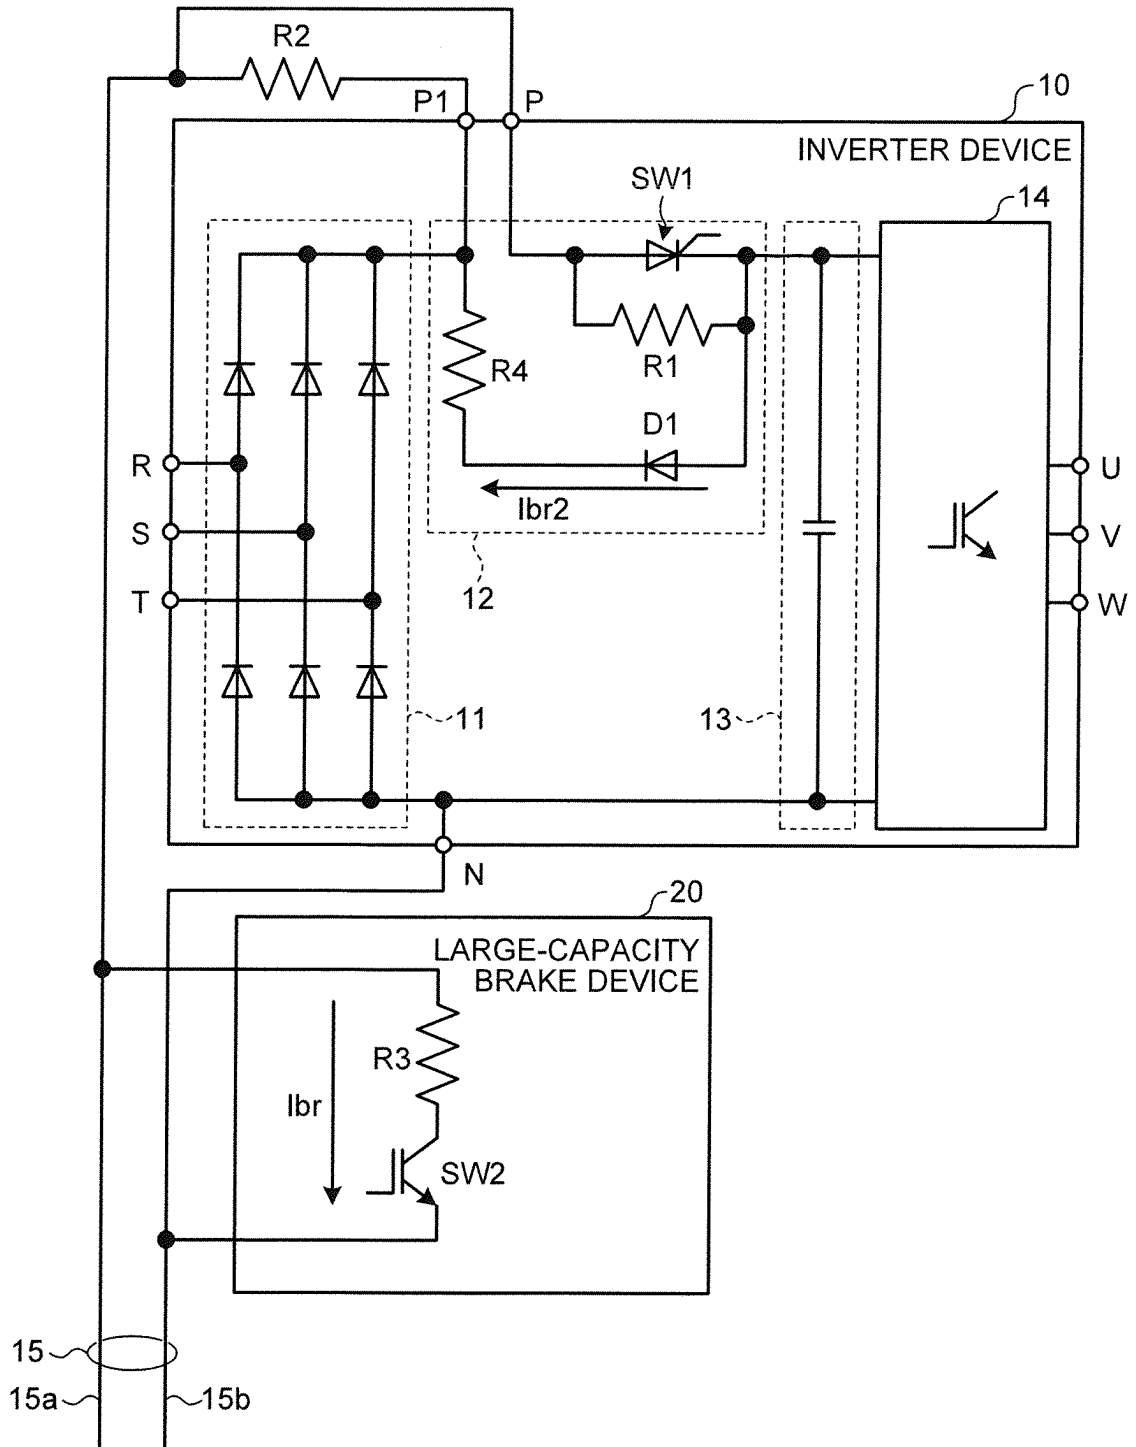 R2
P1
P
10
INVERTER DEVICE
SW1
14
R4
R1
D1
Ibr2
R
S
T
U
V
W
12
11
13
N
20
LARGE-CAPACITY
BRAKE DEVICE
R3
Ibr
SW2
15
15a
15b